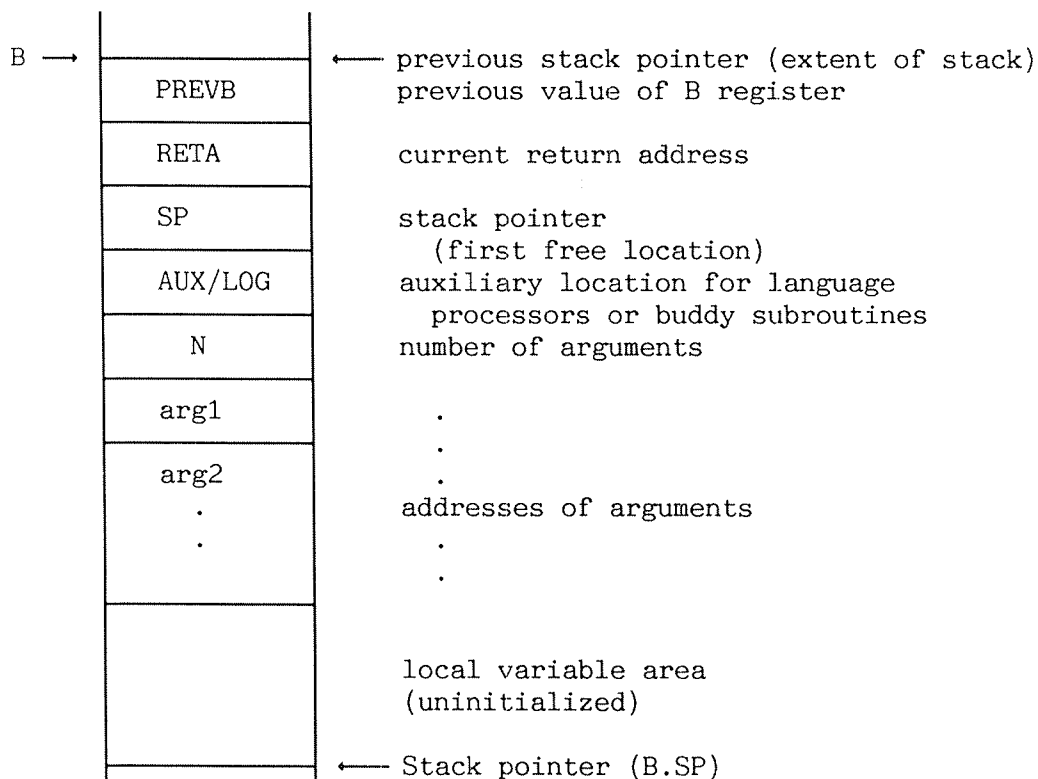 B → ← previous stack pointer (extent of stack)
PREVB previous value of B register
RETA current return address
SP stack pointer
(first free location)
AUX/LOG auxiliary location for language
processors or buddy subroutines
N number of arguments
arg1 .
.
arg2 .
. addresses of arguments
. .
.
local variable area
(uninitialized)
← Stack pointer (B.SP)